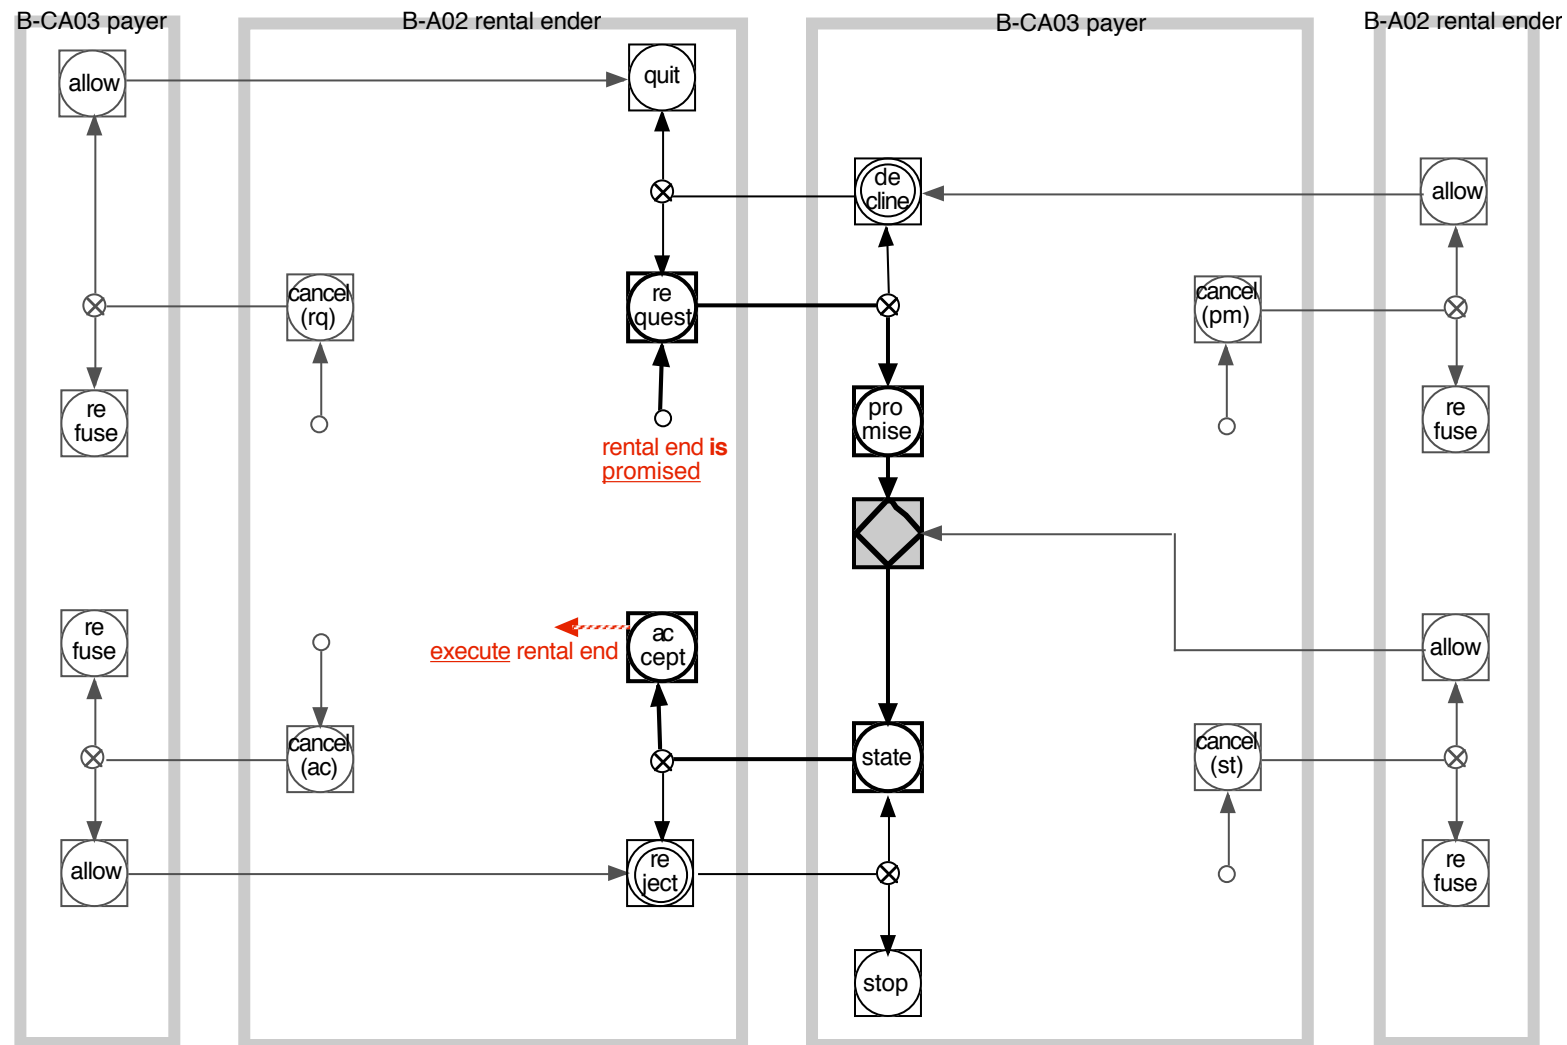 B-CA03 payer
B-A02 rental ender
B-CA03 payer
B-A02 rental ender
allow
quit
de
cline
allow
cancel
(rq)
re
quest
cancel
(pm)
re
fuse
pro
mise
re
fuse
rental end is
promised
re
fuse
ac
cept
execute rental end
allow
cancel
(ac)
state
cancel
(st)
allow
re
ject
re
fuse
stop